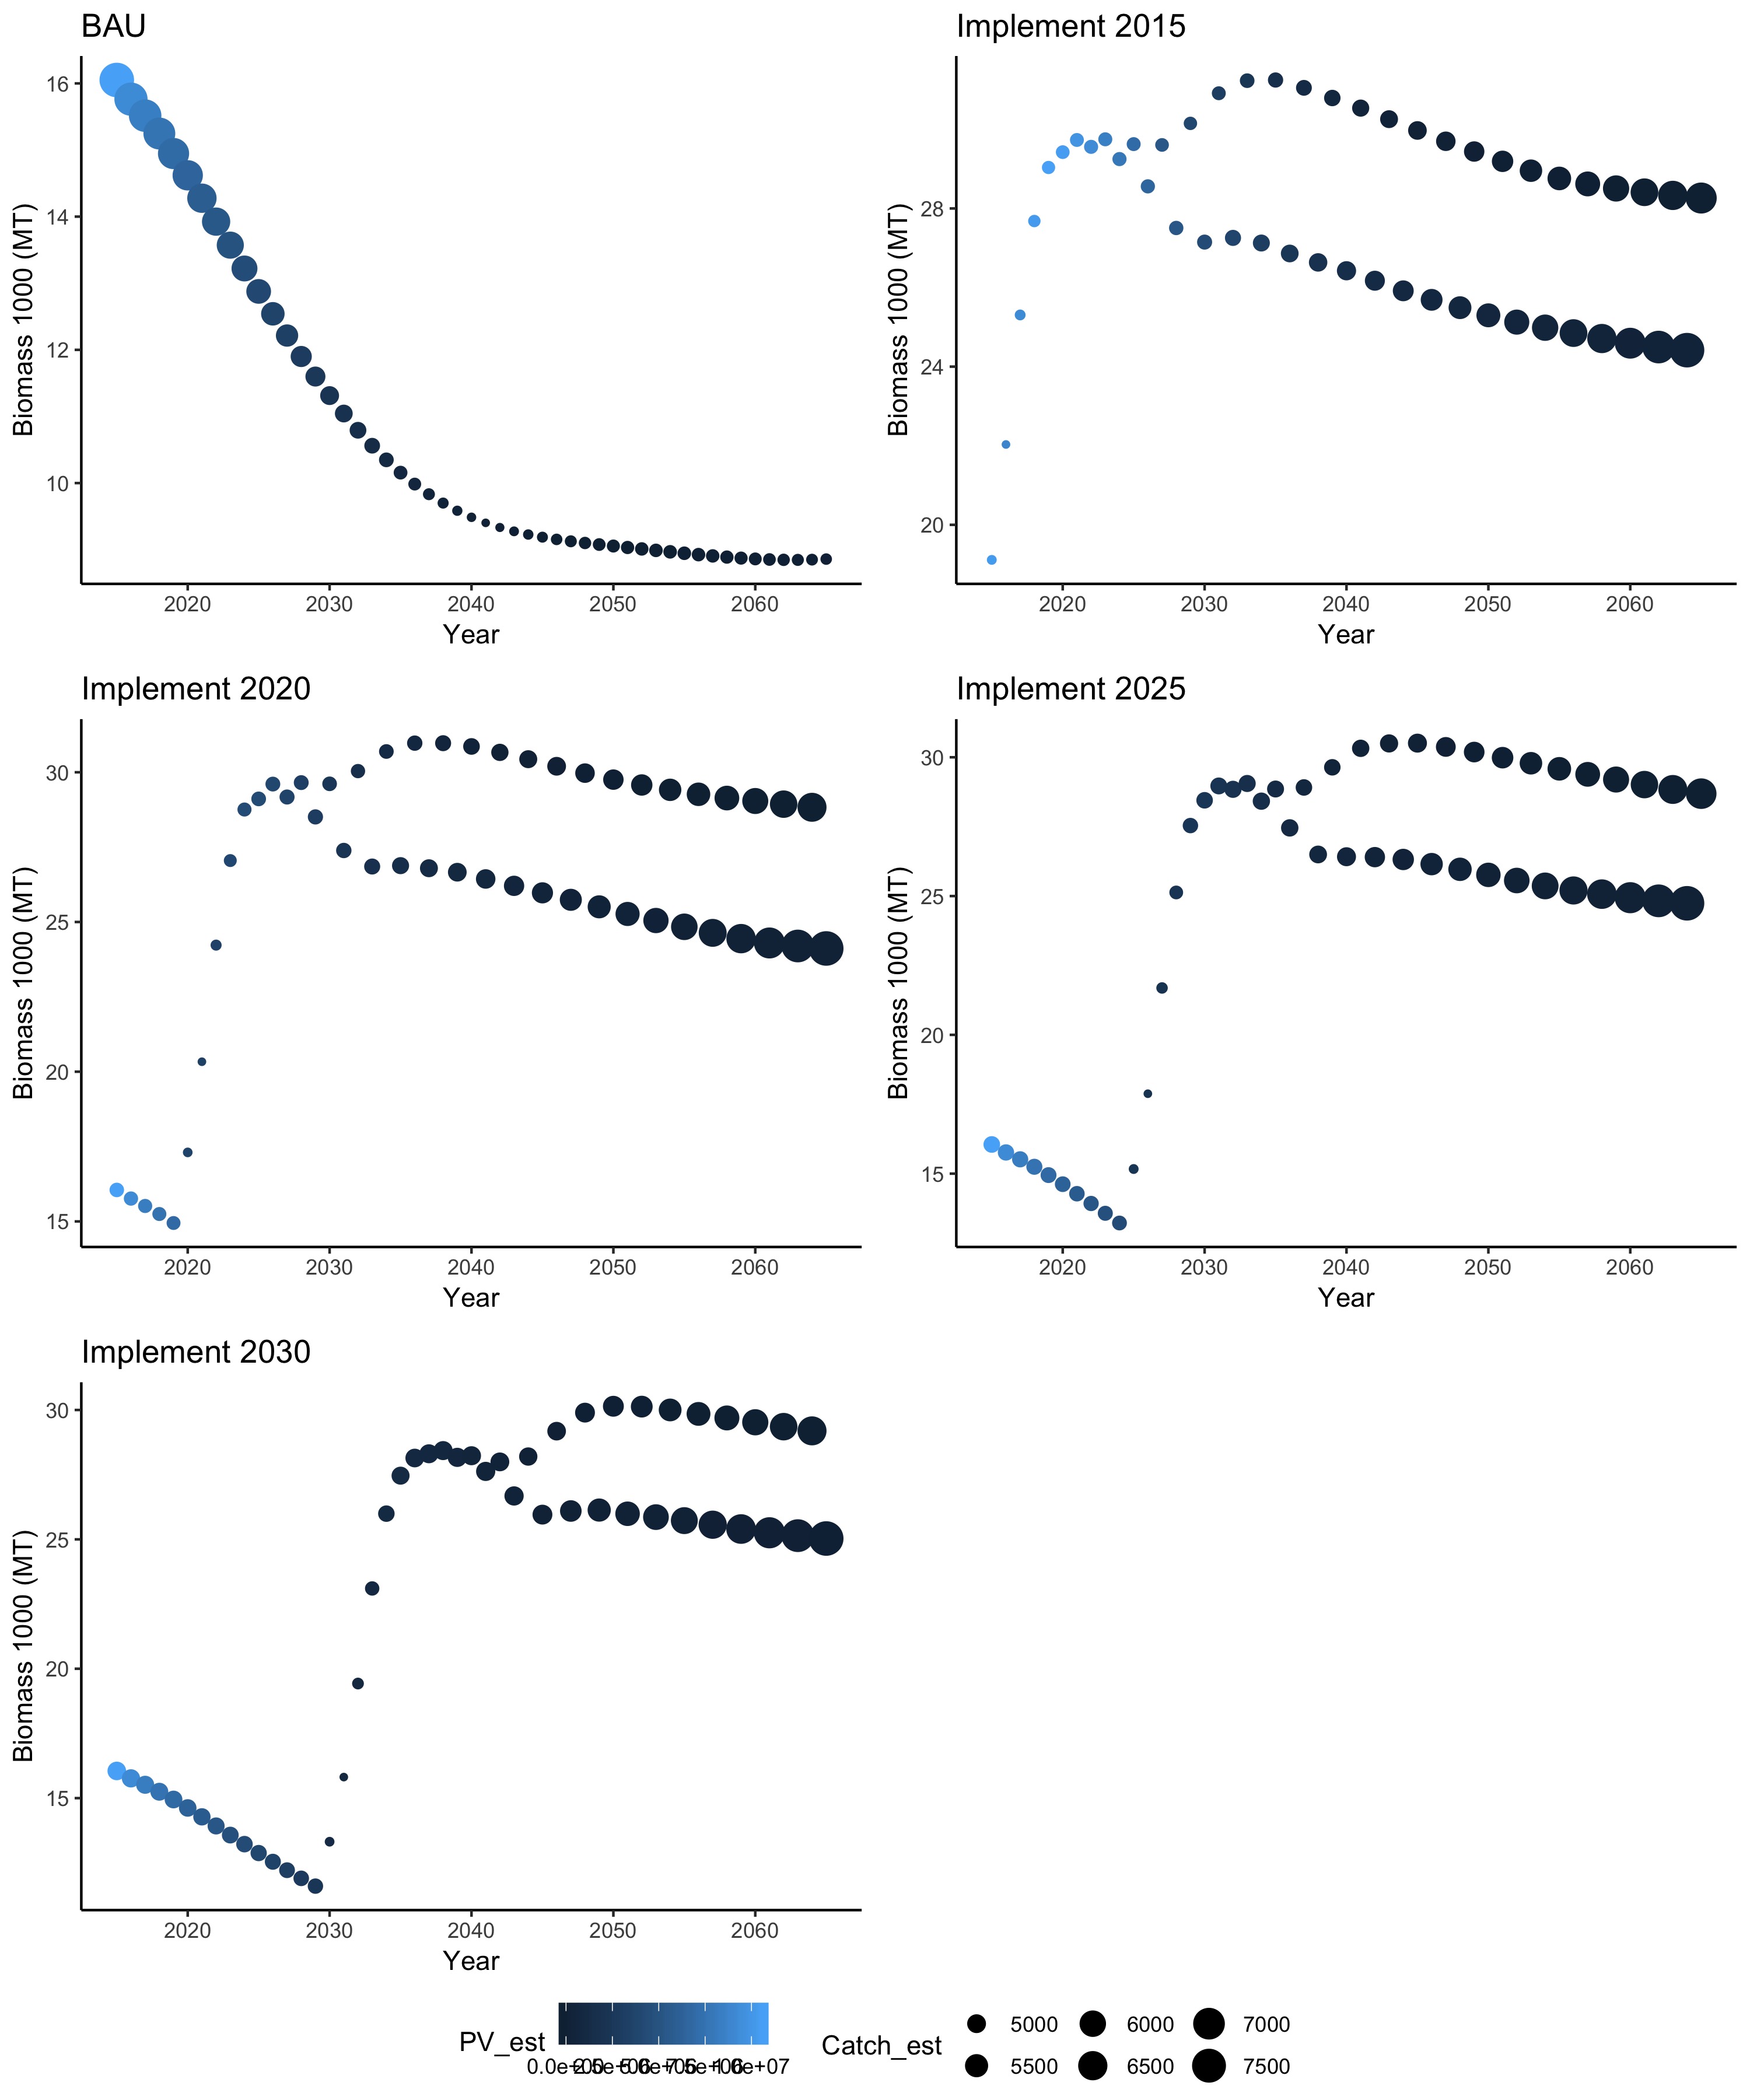 BAU
16
14
12
10
Biomass 1000 (MT)
2020 2030 2040 2050 2060
Year
Implement 2015
28
24
20
Biomass 1000 (MT)
2020 2030 2040 2050 2060
Year
Implement 2020
30
25
20
15
Biomass 1000 (MT)
2020 2030 2040 2050 2060
Year
Implement 2025
30
25
20
15
Biomass 1000 (MT)
2020 2030 2040 2050 2060
Year
Implement 2030
30
25
20
15
Biomass 1000 (MT)
2020 2030 2040 2050 2060
Year
PV_est
Catch_est
5000 6000 7000
5500 6500 7500